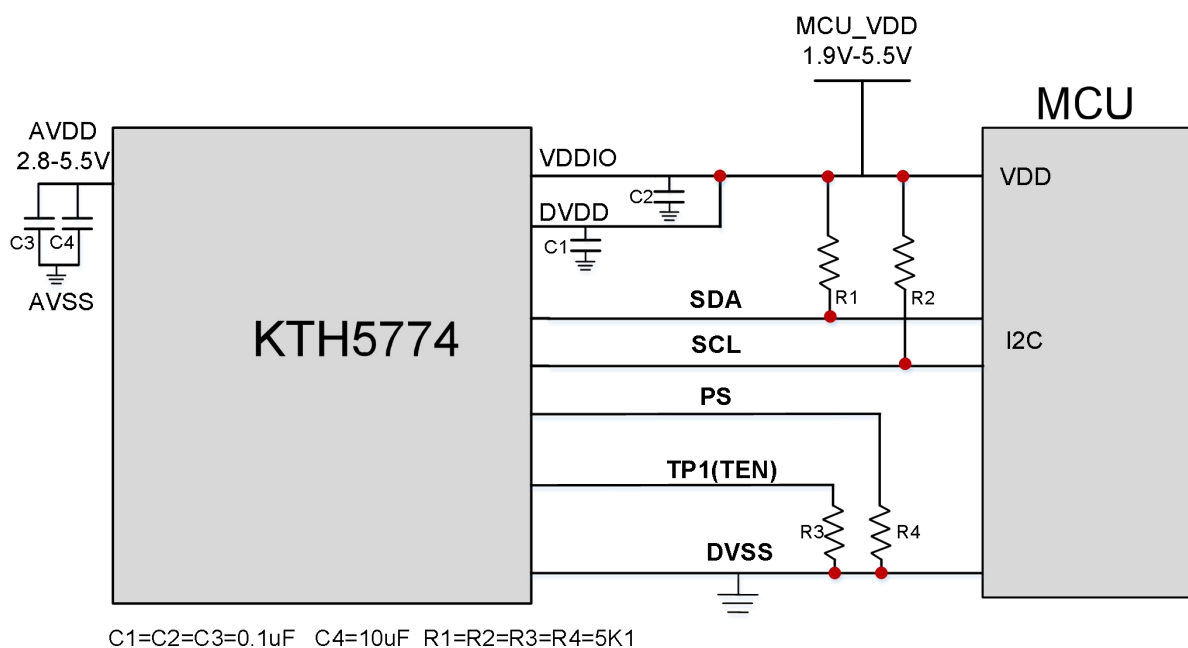 MCU_VDD
1.9V-5.5V
MCU
AVDD
2.8-5.5V
VDDIO
VDD
C2
DVDD
C3
C4
C1
AVSS
SDA
R1
R2
KTH5774
SCL
I2C
PS
TP1(TEN)
R3
R4
DVSS
C1=C2=C3=0.1uF C4=10uF R1=R2=R3=R4=5K1